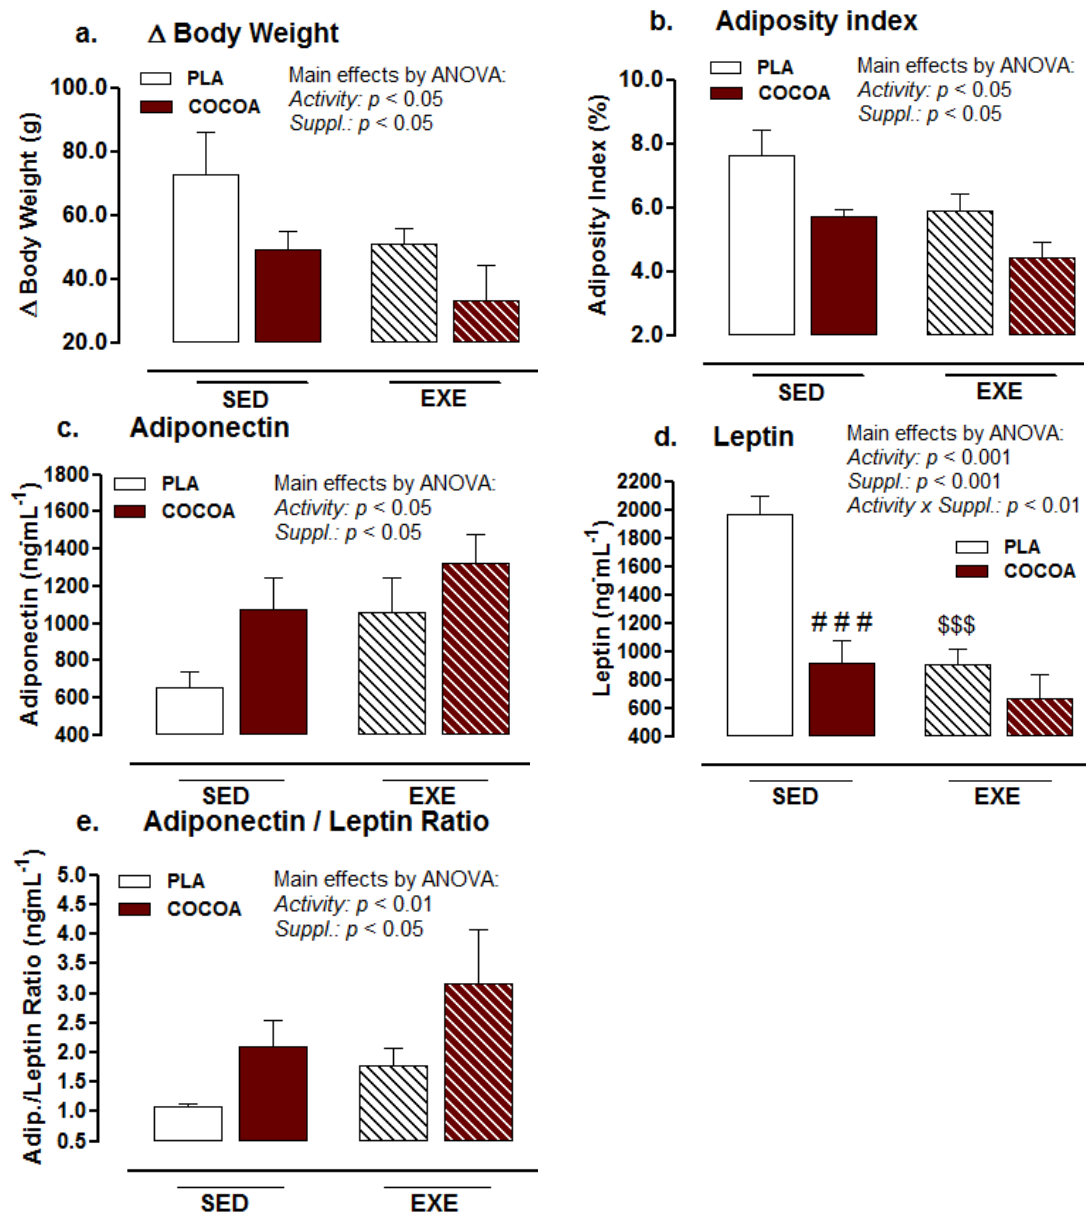 a. Δ Body Weight
PLA
COCOA
Main effects by ANOVA:
Activity: p < 0.05
Suppl.: p < 0.05
Δ Body Weight (g)
100.0
80.0
60.0
40.0
20.0
SED
EXE
b. Adiposity index
PLA
COCOA
Main effects by ANOVA:
Activity: p < 0.05
Suppl.: p < 0.05
Adiposity Index (%)
10.0
8.0
6.0
4.0
2.0
SED
EXE
c. Adiponectin
PLA
COCOA
Main effects by ANOVA:
Activity: p < 0.05
Suppl.: p < 0.05
Adiponectin (ng·mL⁻¹)
1800
1600
1400
1200
1000
800
600
400
SED
EXE
d. Leptin
Main effects by ANOVA:
Activity: p < 0.001
Suppl.: p < 0.001
Activity x Suppl.: p < 0.01
PLA
COCOA
Leptin (ng·mL⁻¹)
2200
2000
1800
1600
1400
1200
1000
800
600
400
###
$$$
SED
EXE
e. Adiponectin / Leptin Ratio
PLA
COCOA
Main effects by ANOVA:
Activity: p < 0.01
Suppl.: p < 0.05
Adip./Leptin Ratio (ng·mL⁻¹)
5.0
4.5
4.0
3.5
3.0
2.5
2.0
1.5
1.0
0.5
SED
EXE